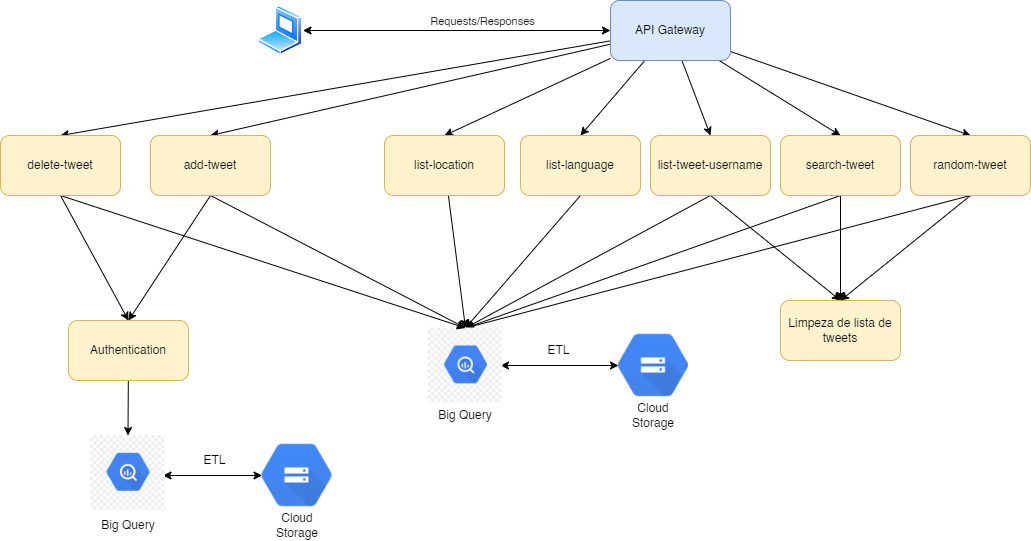 Requests/Responses
API Gateway
delete-tweet
add-tweet
list-location
list-language
list-tweet-username
search-tweet
random-tweet
Limpeza de lista de
tweets
Authentication
ETL
Big Query
Cloud
Storage
ETL
Big Query
Cloud
Storage